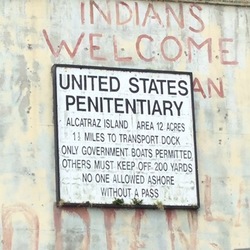 INDIANS
WELCOME
UNITED STATES
PENITENTIARY
ALCATRAZ ISLAND AREA 12 ACRES
1½ MILES TO TRANSPORT DOCK
ONLY GOVERNMENT BOATS PERMITTED
OTHERS MUST KEEP OFF 200 YARDS
NO ONE ALLOWED ASHORE
WITHOUT A PASS